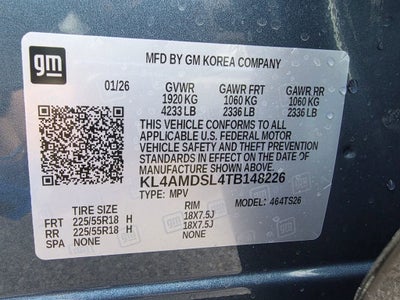 gm
MFD BY GM KOREA COMPANY
01/26 GVWR GAWR FRT GAWR RR
1920 KG 1060 KG 1060 KG
4233 LB 2336 LB 2336 LB
THIS VEHICLE CONFORMS TO ALL
APPLICABLE U.S. FEDERAL MOTOR
VEHICLE SAFETY AND THEFT PREVENTION
STANDARDS IN EFFECT ON THE DATE OF
MANUFACTURE SHOWN ABOVE.
KL4AMDSL4TB148226
TYPE: MPV MODEL: 464TS26
TIRE SIZE RIM
FRT 225/55R18 H 18X7.5J
RR 225/55R18 H 18X7.5J
SPA NONE NONE